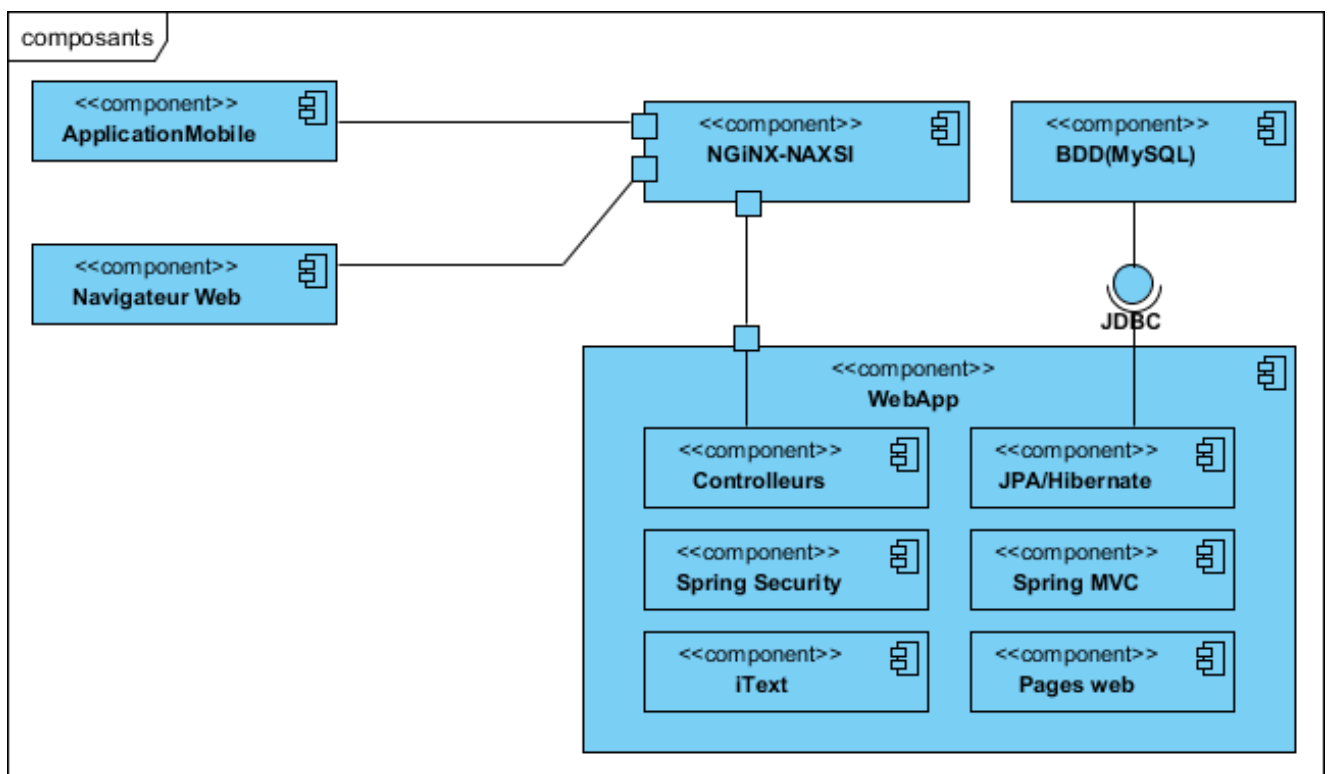 composants
<<component>>
ApplicationMobile
<<component>>
NGiNX-NAXSI
<<component>>
BDD(MySQL)
<<component>>
Navigateur Web
JDBC
<<component>>
WebApp
<<component>>
Controlleurs
<<component>>
JPA/Hibernate
<<component>>
Spring Security
<<component>>
Spring MVC
<<component>>
iText
<<component>>
Pages web